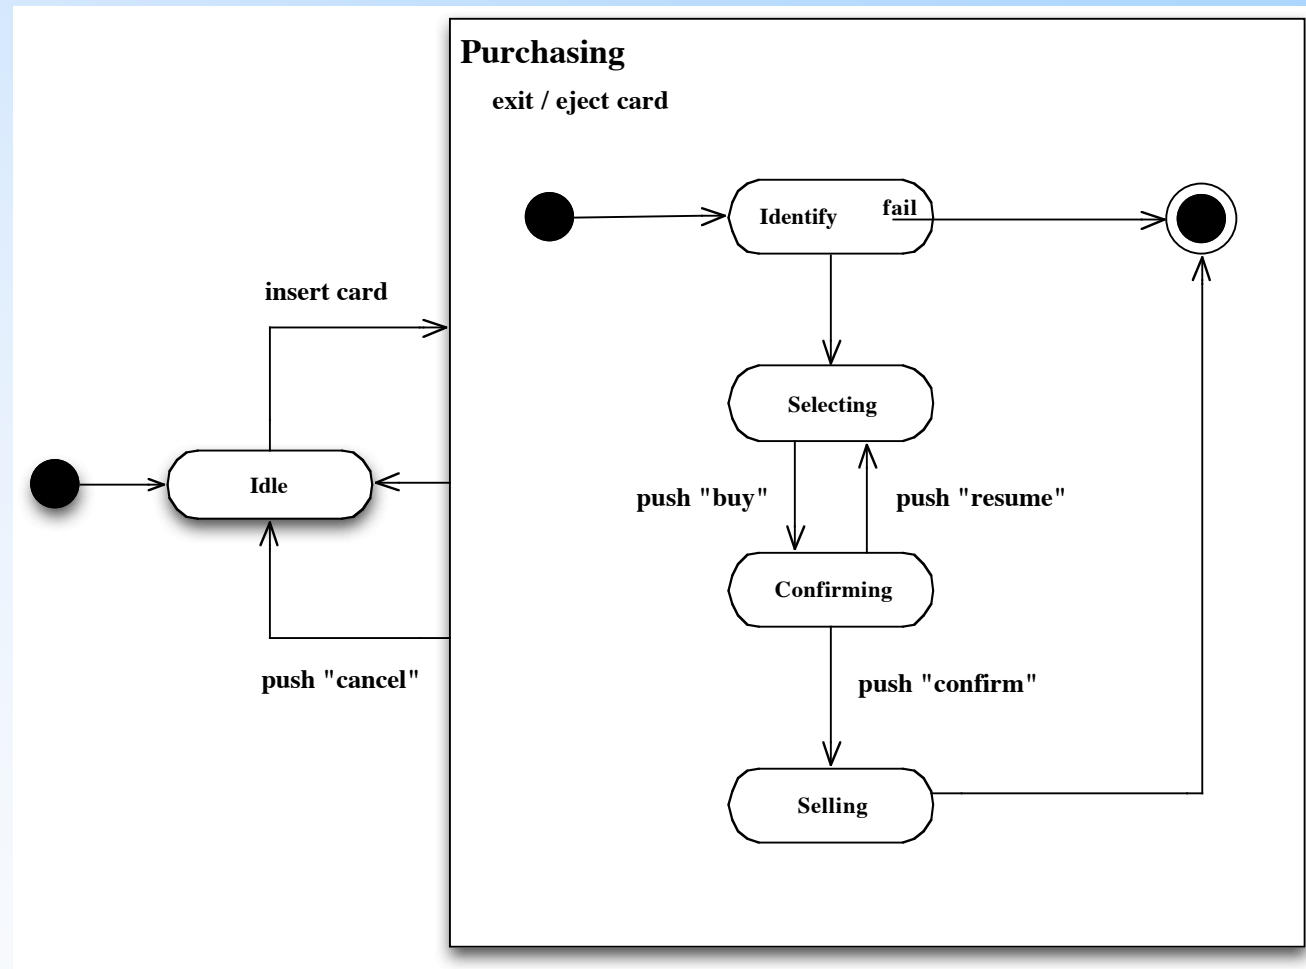 Purchasing
exit / eject card
Identify
fail
insert card
Selecting
Idle
push "buy"
push "resume"
Confirming
push "cancel"
push "confirm"
Selling